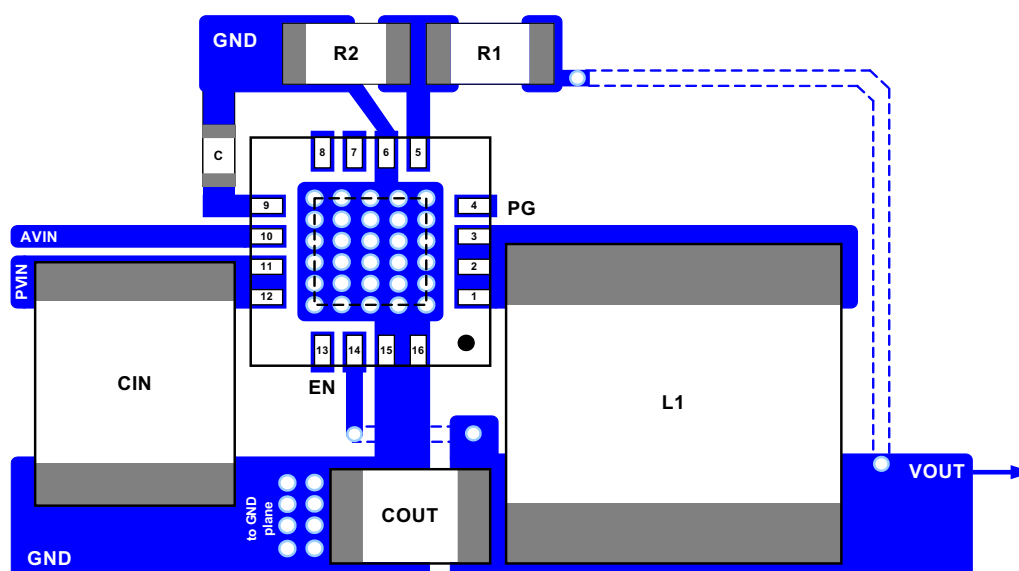 GND
R2
R1
C
8
7
6
5
9
4
PG
10
3
AVIN
11
2
PVIN
12
1
13
14
15
16
EN
CIN
L1
VOUT
COUT
to GND
plane
GND